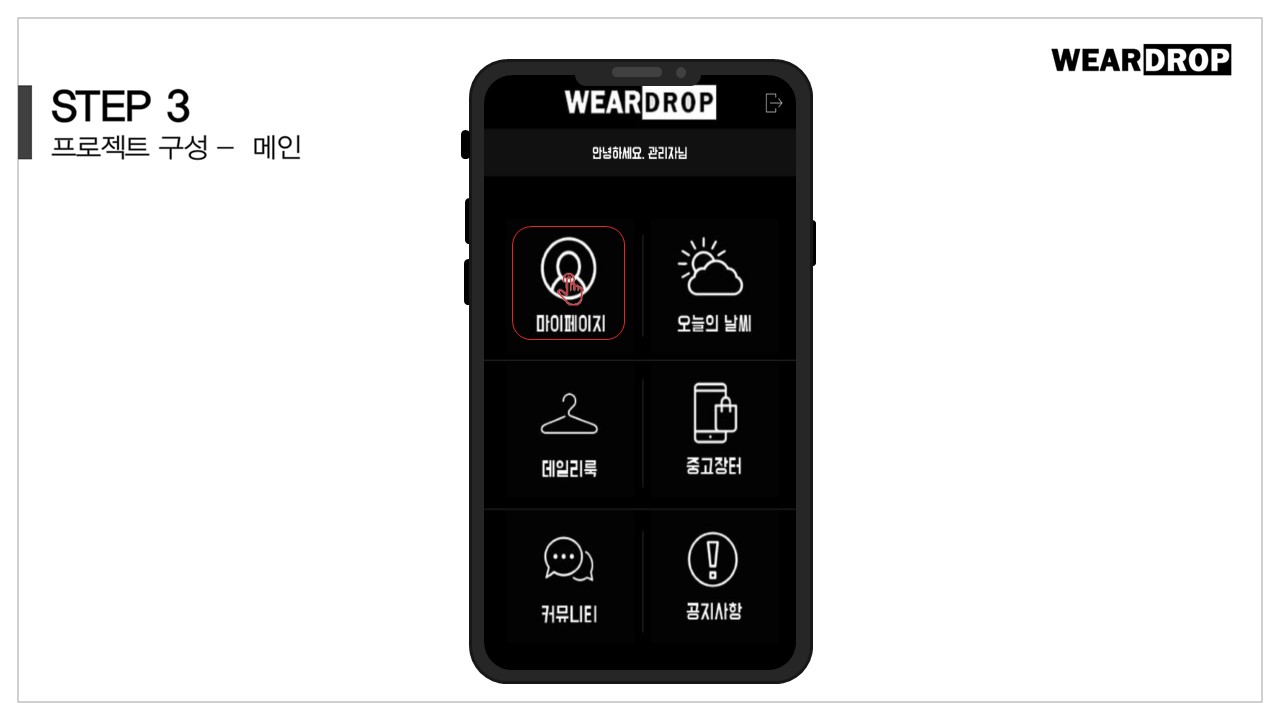 WEARDROP
STEP 3
프로젝트 구성 – 메인
WEARDROP
안녕하세요. 관리자님
마이페이지
오늘의 날씨
데일리룩
중고장터
커뮤니티
공지사항